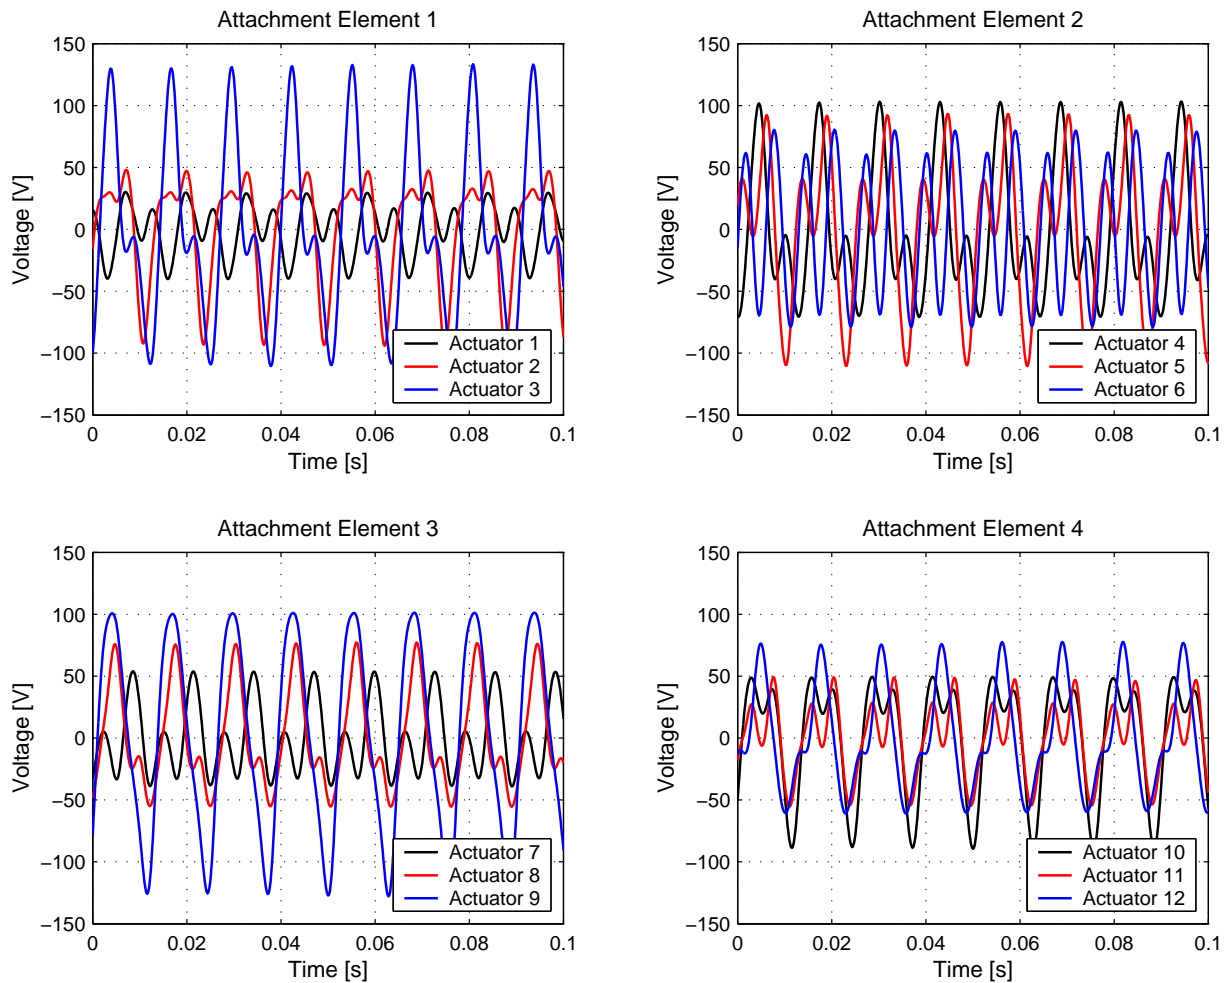 Attachment Element 1
150
100
50
0
−50
−100
−150
Voltage [V]
Actuator 1
Actuator 2
Actuator 3
0 0.02 0.04 0.06 0.08 0.1
Time [s]
Attachment Element 2
150
100
50
0
−50
−100
−150
Voltage [V]
Actuator 4
Actuator 5
Actuator 6
0 0.02 0.04 0.06 0.08 0.1
Time [s]
Attachment Element 3
150
100
50
0
−50
−100
−150
Voltage [V]
Actuator 7
Actuator 8
Actuator 9
0 0.02 0.04 0.06 0.08 0.1
Time [s]
Attachment Element 4
150
100
50
0
−50
−100
−150
Voltage [V]
Actuator 10
Actuator 11
Actuator 12
0 0.02 0.04 0.06 0.08 0.1
Time [s]